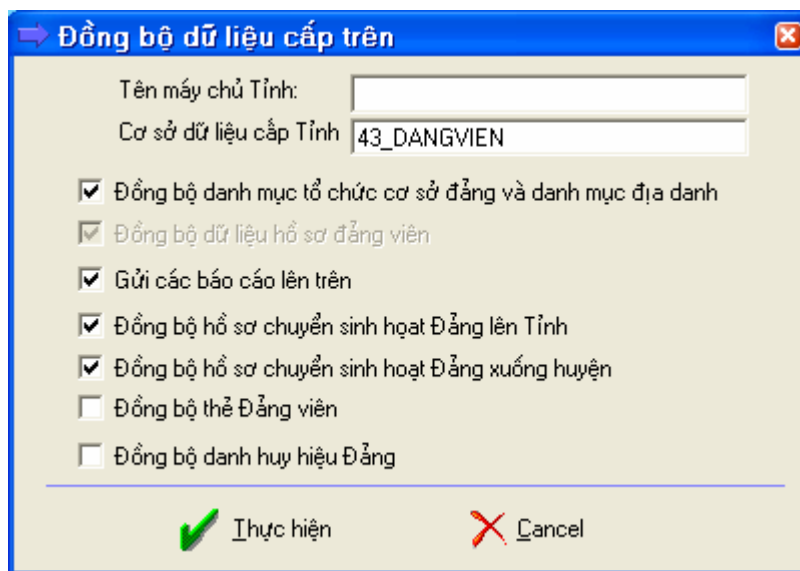 Đồng bộ dữ liệu cấp trên
Tên máy chủ Tỉnh:
Cơ sở dữ liệu cấp Tỉnh 43_DANGVIEN
Đồng bộ danh mục tổ chức cơ sở đảng và danh mục địa danh
Đồng bộ dữ liệu hồ sơ đảng viên
Gửi các báo cáo lên trên
Đồng bộ hồ sơ chuyển sinh họat Đảng lên Tỉnh
Đồng bộ hồ sơ chuyển sinh hoạt Đảng xuống huyện
Đồng bộ thẻ Đảng viên
Đồng bộ danh huy hiệu Đảng
Thực hiện Cancel